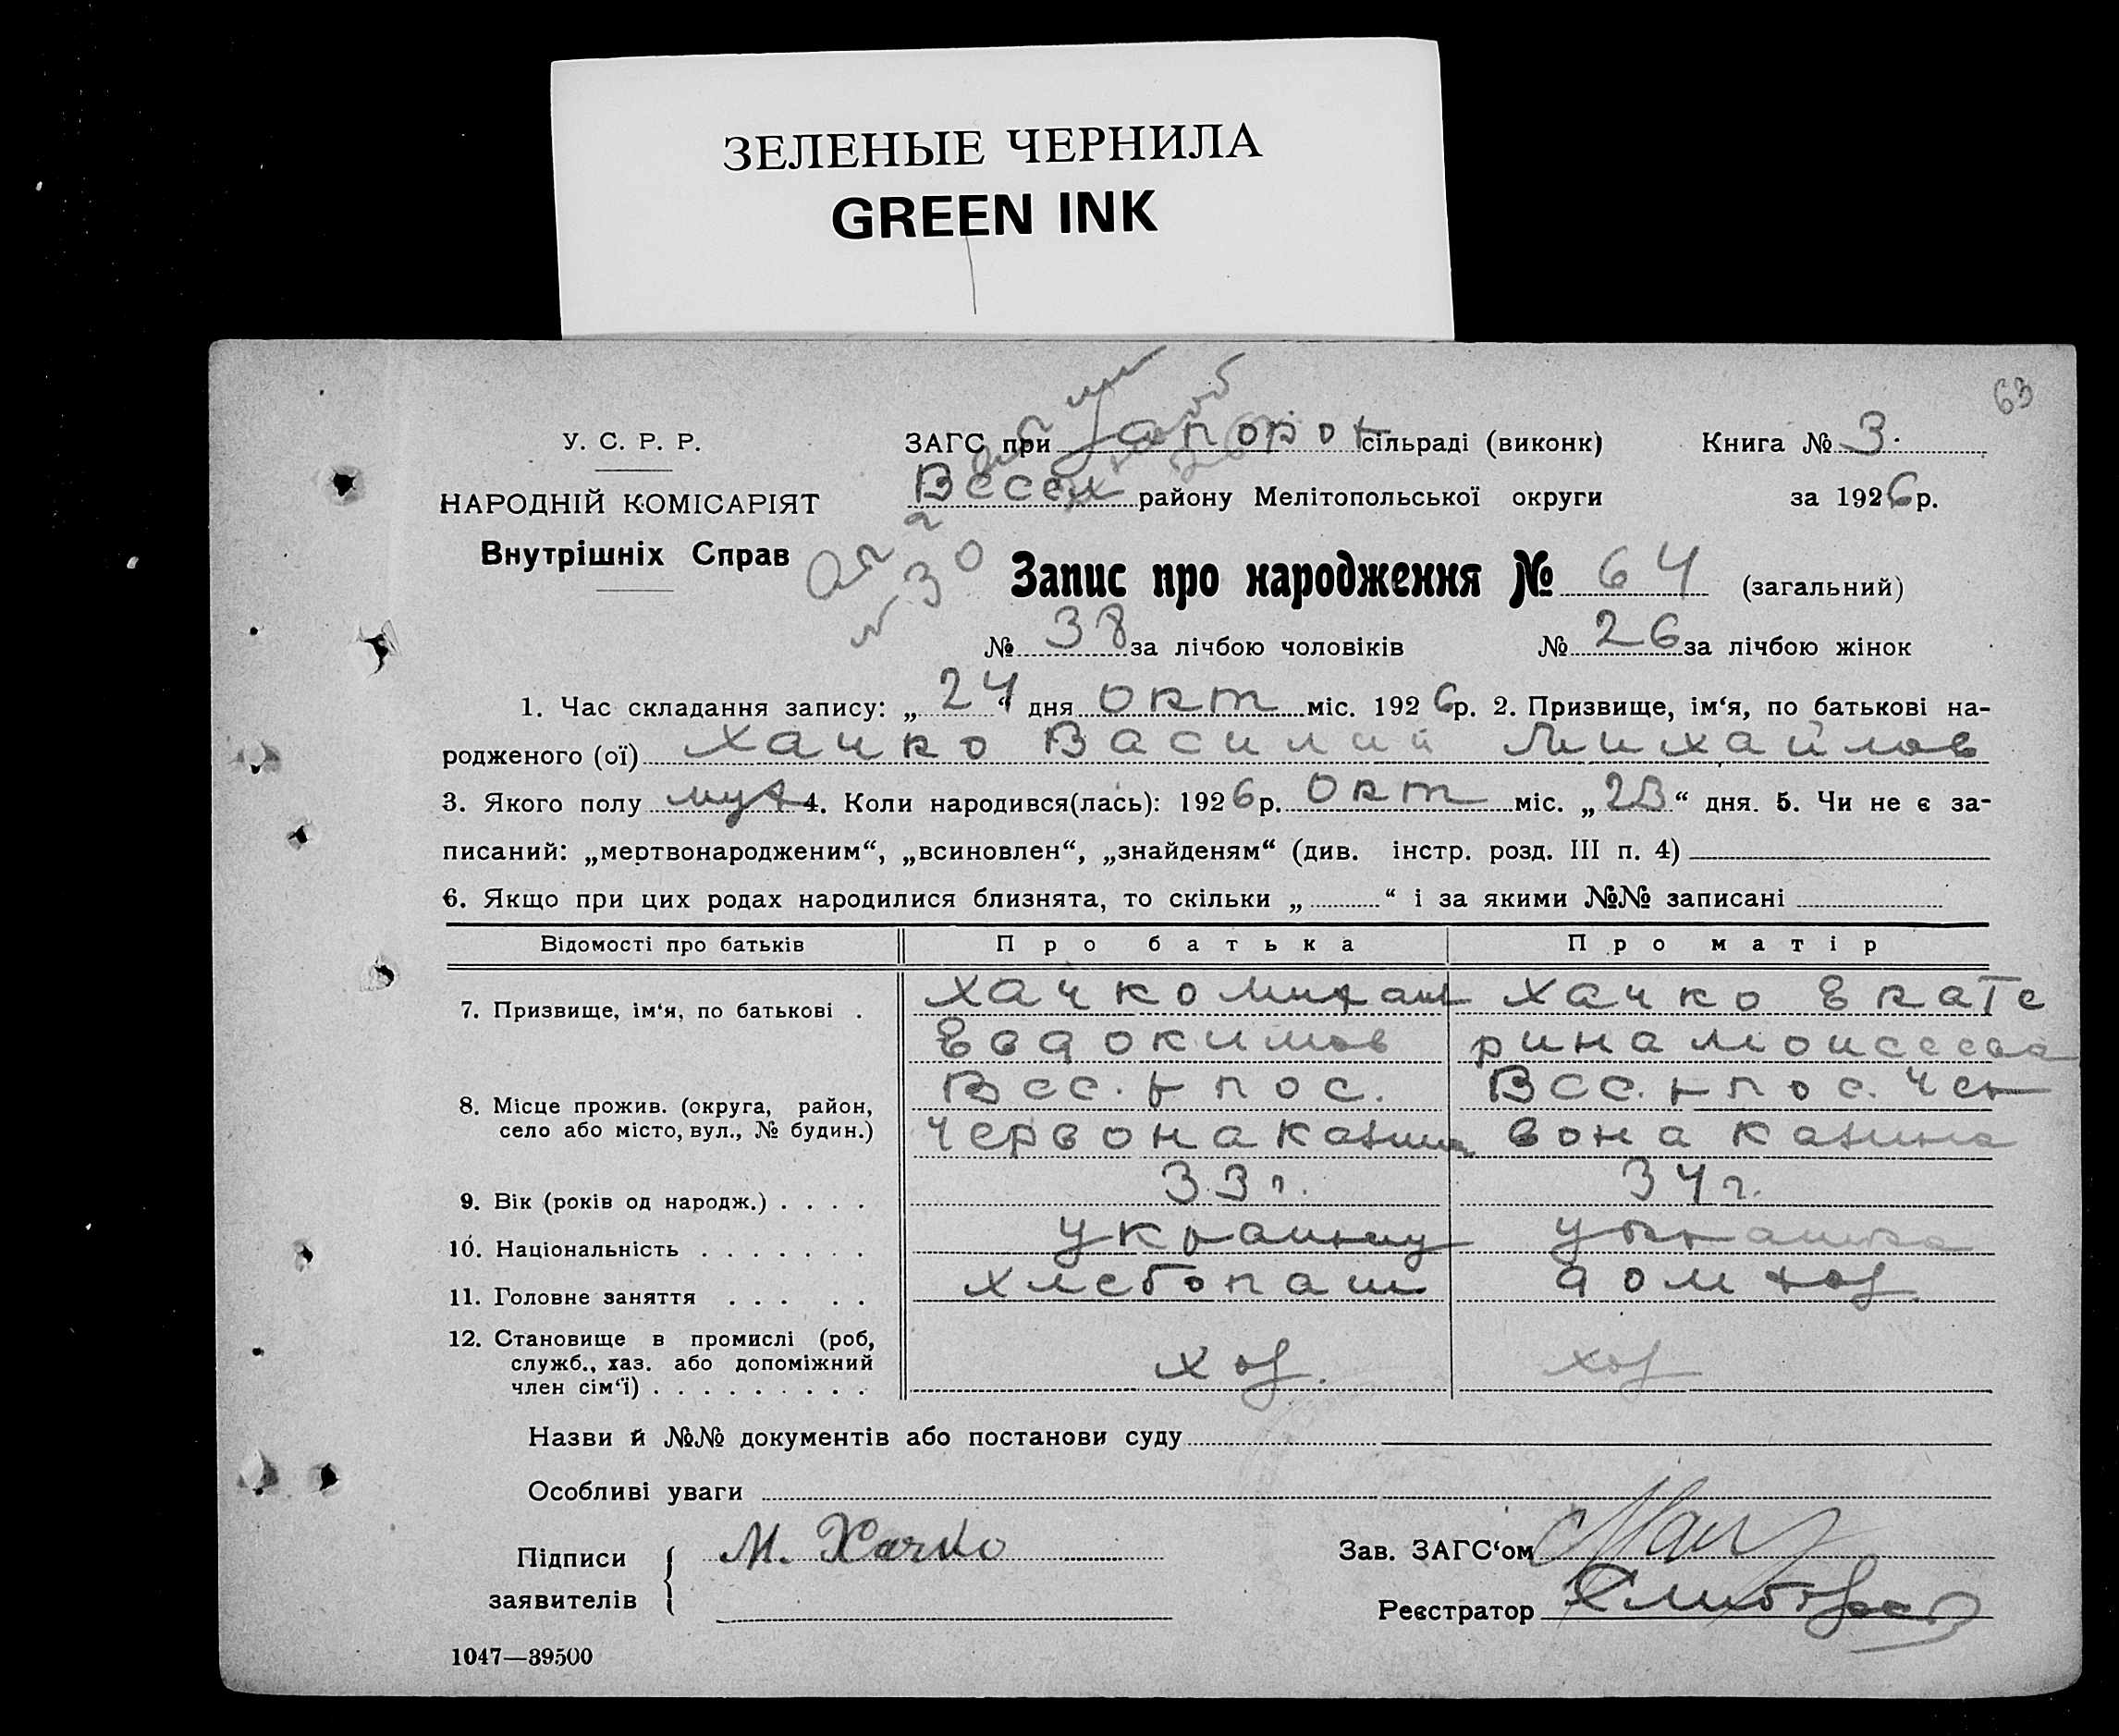 ЗЕЛЕНЫЕ ЧЕРНИЛА
GREEN INK
63
У. С. Р. Р.
ЗАГС при Запорож сільраді (виконк) Книга № 3.
НАРОДНІЙ КОМІСАРІЯТ
Весел району Мелітопольської округи за 1926 р.
Внутрішніх Справ
№ 30
Запис про народження № 64 (загальний)
№ 38 за лічбою чоловіків № 26 за лічбою жінок
1. Час складання запису: „24“ дня Окт міс. 1926 р. 2. Призвище, ім‘я, по батькові на-
родженого (ої) Хачко Василий Михайлов
3. Якого полу муж 4. Коли народився(лась): 1926 р. Окт міс. „23“ дня. 5. Чи не є за-
писаний: „мертвонародженим“, „всиновлен“, „знайденям“ (див. інстр. розд. III п. 4)
6. Якщо при цих родах народилися близнята, то скільки „ “ і за якими №№ записані
Відомості про батьків Про батька Про матір
7. Призвище, ім‘я, по батькові . Хачко Михаил Хачко Екате
Евдокимов рина Моисеева
8. Місце прожив. (округа, район, Вес. р пос. Вес. р пос. Чер
село або місто, вул., № будин.) Червона вона
9. Вік (років од народж.) . . . . 33 г. 34 г.
10. Національність . . . . . . .
11. Головне заняття . . . . . хлебопаш дом хоз.
12. Становище в промислі (роб,
служб., хаз. або допоміжний хоз. хоз
член сім‘ї) . . . . . . . . .
Назви й №№ документів або постанови суду
Особливі уваги
Підписи М. Хачко Зав. ЗАГС‘ом
заявителів Реєстратор
1047—39500